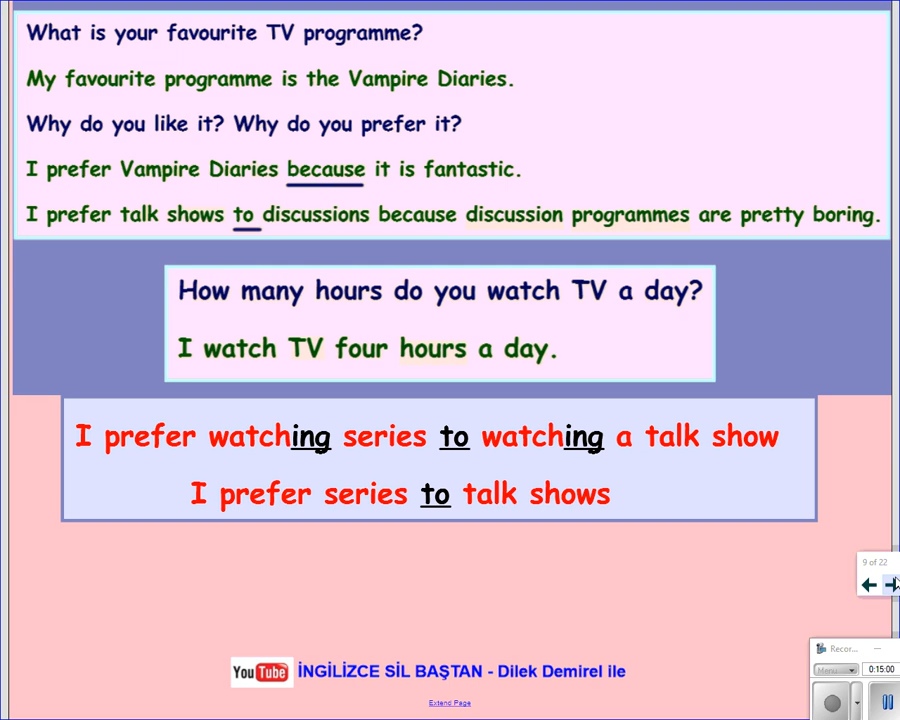 What is your favourite TV programme?
My favourite programme is the Vampire Diaries.
Why do you like it? Why do you prefer it?
I prefer Vampire Diaries because it is fantastic.
I prefer talk shows to discussions because discussion programmes are pretty boring.
How many hours do you watch TV a day?
I watch TV four hours a day.
I prefer watching series to watching a talk show
I prefer series to talk shows
9 of 22
Recor...
Menu
0:15:00
YouTube İNGİLİZCE SİL BAŞTAN - Dilek Demirel ile
Extend Page